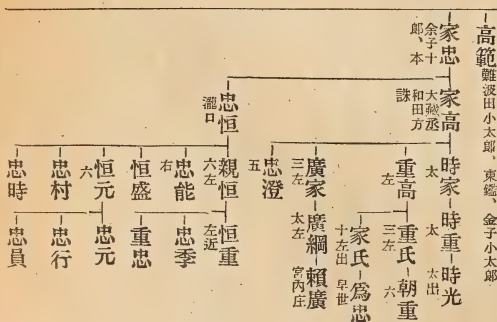 高範 難波田小太郎、東鑑、金子小太郎
家忠 余子十郎、本
家高 大誠丞 和田方 誅
時家 太
時重 太
時光 太出
重高 左
重氏 三左
朝重 六
家氏 十左出
爲忠 早世
廣家 三左
廣綱 太左
賴廣 宮内庄
忠澄 五
忠恒 瀧口
親恒 六左
恒重 左近
忠能 右
忠季
恒盛
重忠
恒元 六
忠元
忠村
忠行
忠時
忠員